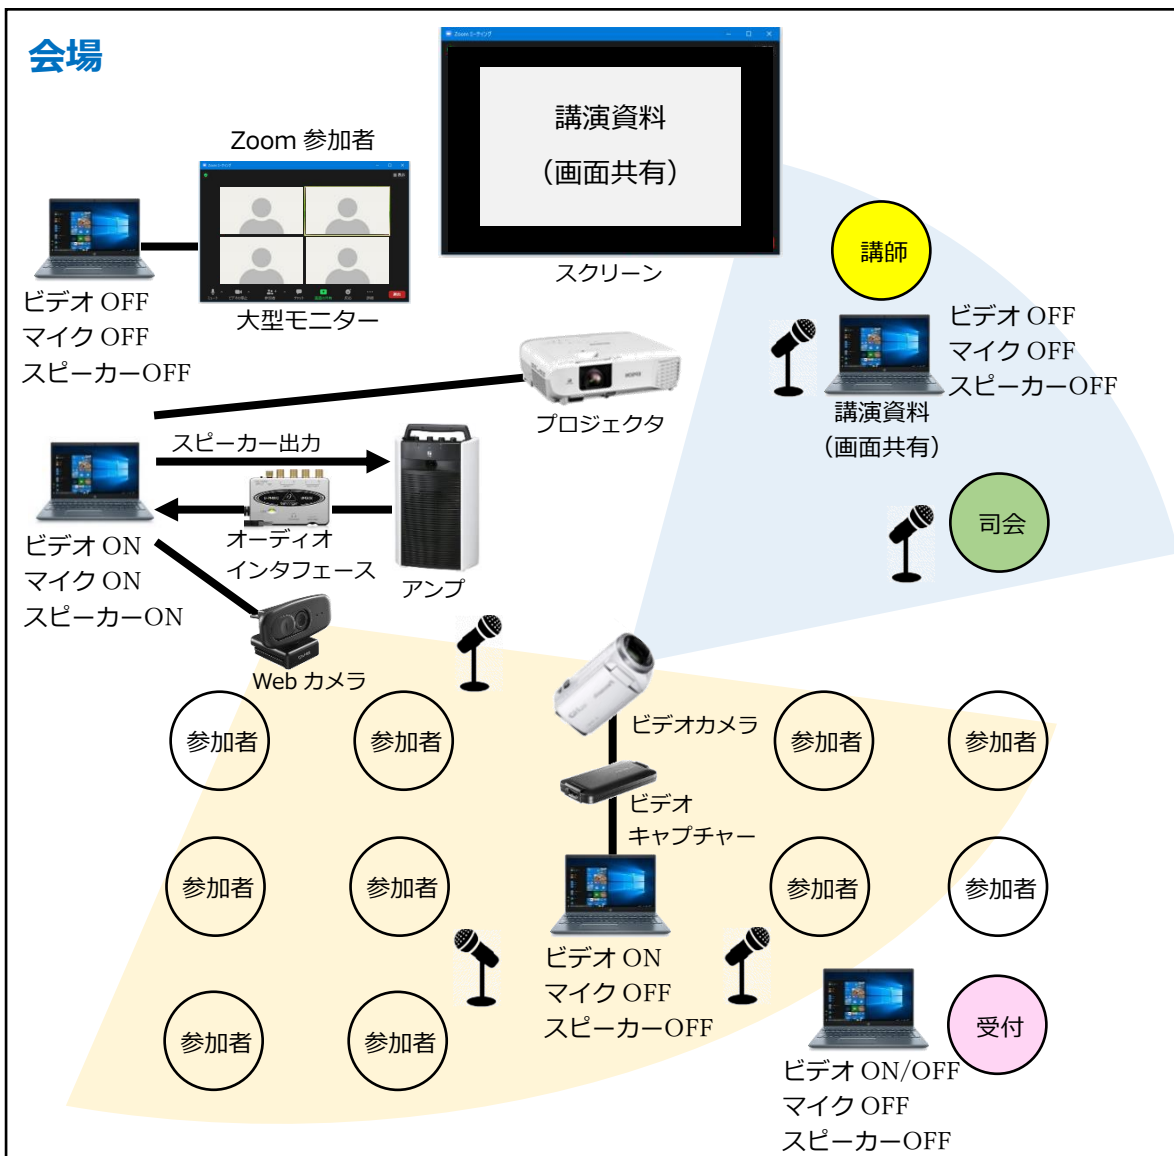 会場
Zoom ミーティング
講演資料
（画面共有）
スクリーン
Zoom 参加者
大型モニター
ビデオ OFF
マイク OFF
スピーカーOFF
講師
ビデオ OFF
マイク OFF
スピーカーOFF
講演資料
（画面共有）
プロジェクタ
スピーカー出力
オーディオ
インタフェース
アンプ
ビデオ ON
マイク ON
スピーカーON
司会
Web カメラ
ビデオカメラ
ビデオ
キャプチャー
参加者
参加者
参加者
参加者
参加者
参加者
参加者
参加者
ビデオ ON
マイク OFF
スピーカーOFF
参加者
参加者
受付
ビデオ ON/OFF
マイク OFF
スピーカーOFF